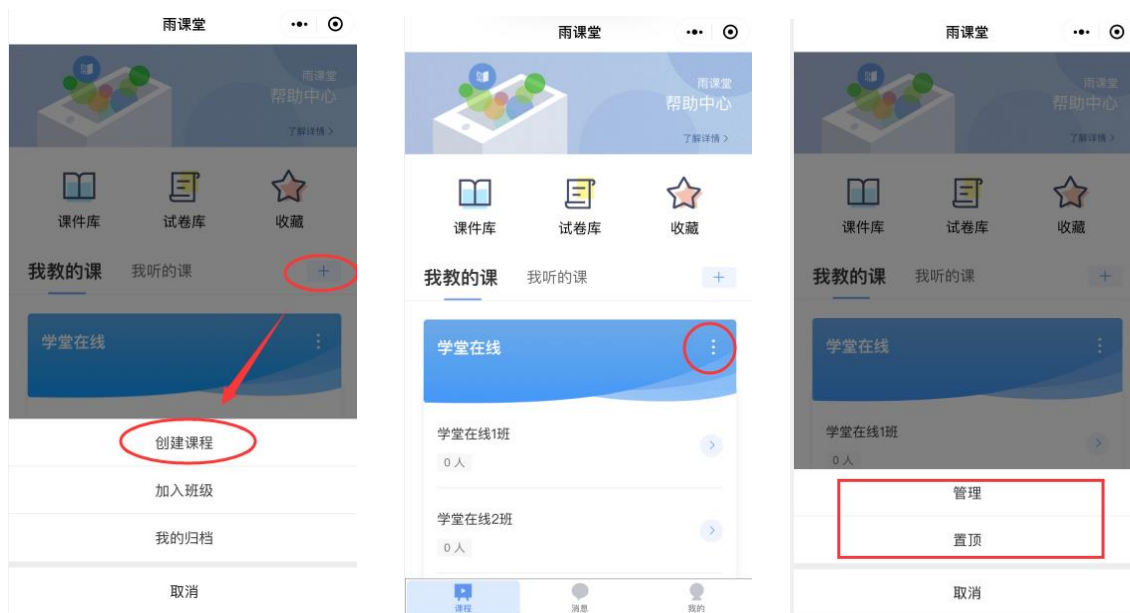 雨课堂
雨课堂
帮助中心
了解详情 >
课件库
试卷库
收藏
我教的课
我听的课
+
学堂在线
创建课程
加入班级
我的归档
取消
雨课堂
雨课堂
帮助中心
了解详情 >
课件库
试卷库
收藏
我教的课
我听的课
+
学堂在线
学堂在线1班
0 人
学堂在线2班
0 人
课程
消息
我的
雨课堂
雨课堂
帮助中心
了解详情 >
课件库
试卷库
收藏
我教的课
我听的课
+
学堂在线
学堂在线1班
0 人
管理
置顶
取消